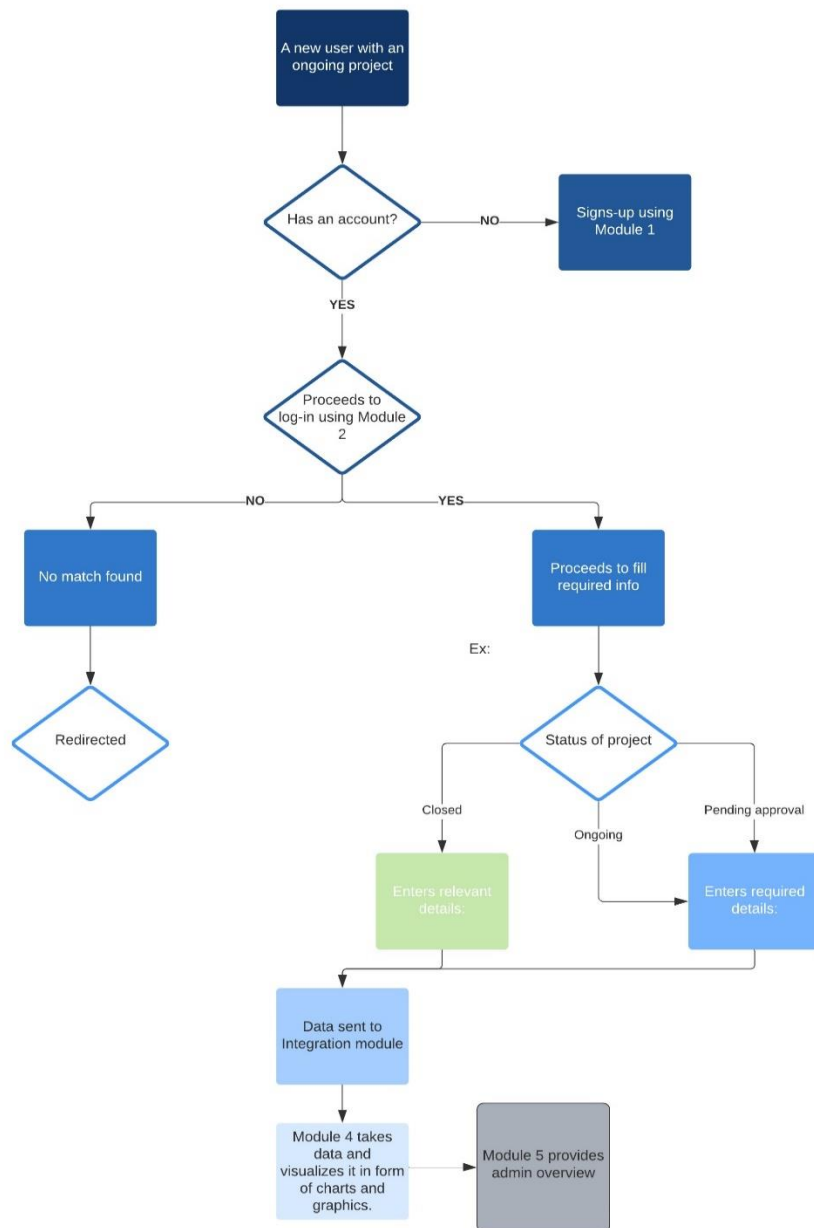 A new user with an
ongoing project
Has an account?
NO
Signs-up using
Module 1
YES
Proceeds to
log-in using Module
2
NO
YES
No match found
Proceeds to fill
required info
Ex:
Redirected
Status of project
Closed
Ongoing
Pending approval
Enters relevant
details:
Enters required
details:
Data sent to
Integration module
Module 4 takes
data and
visualizes it in form
of charts and
graphics.
Module 5 provides
admin overview